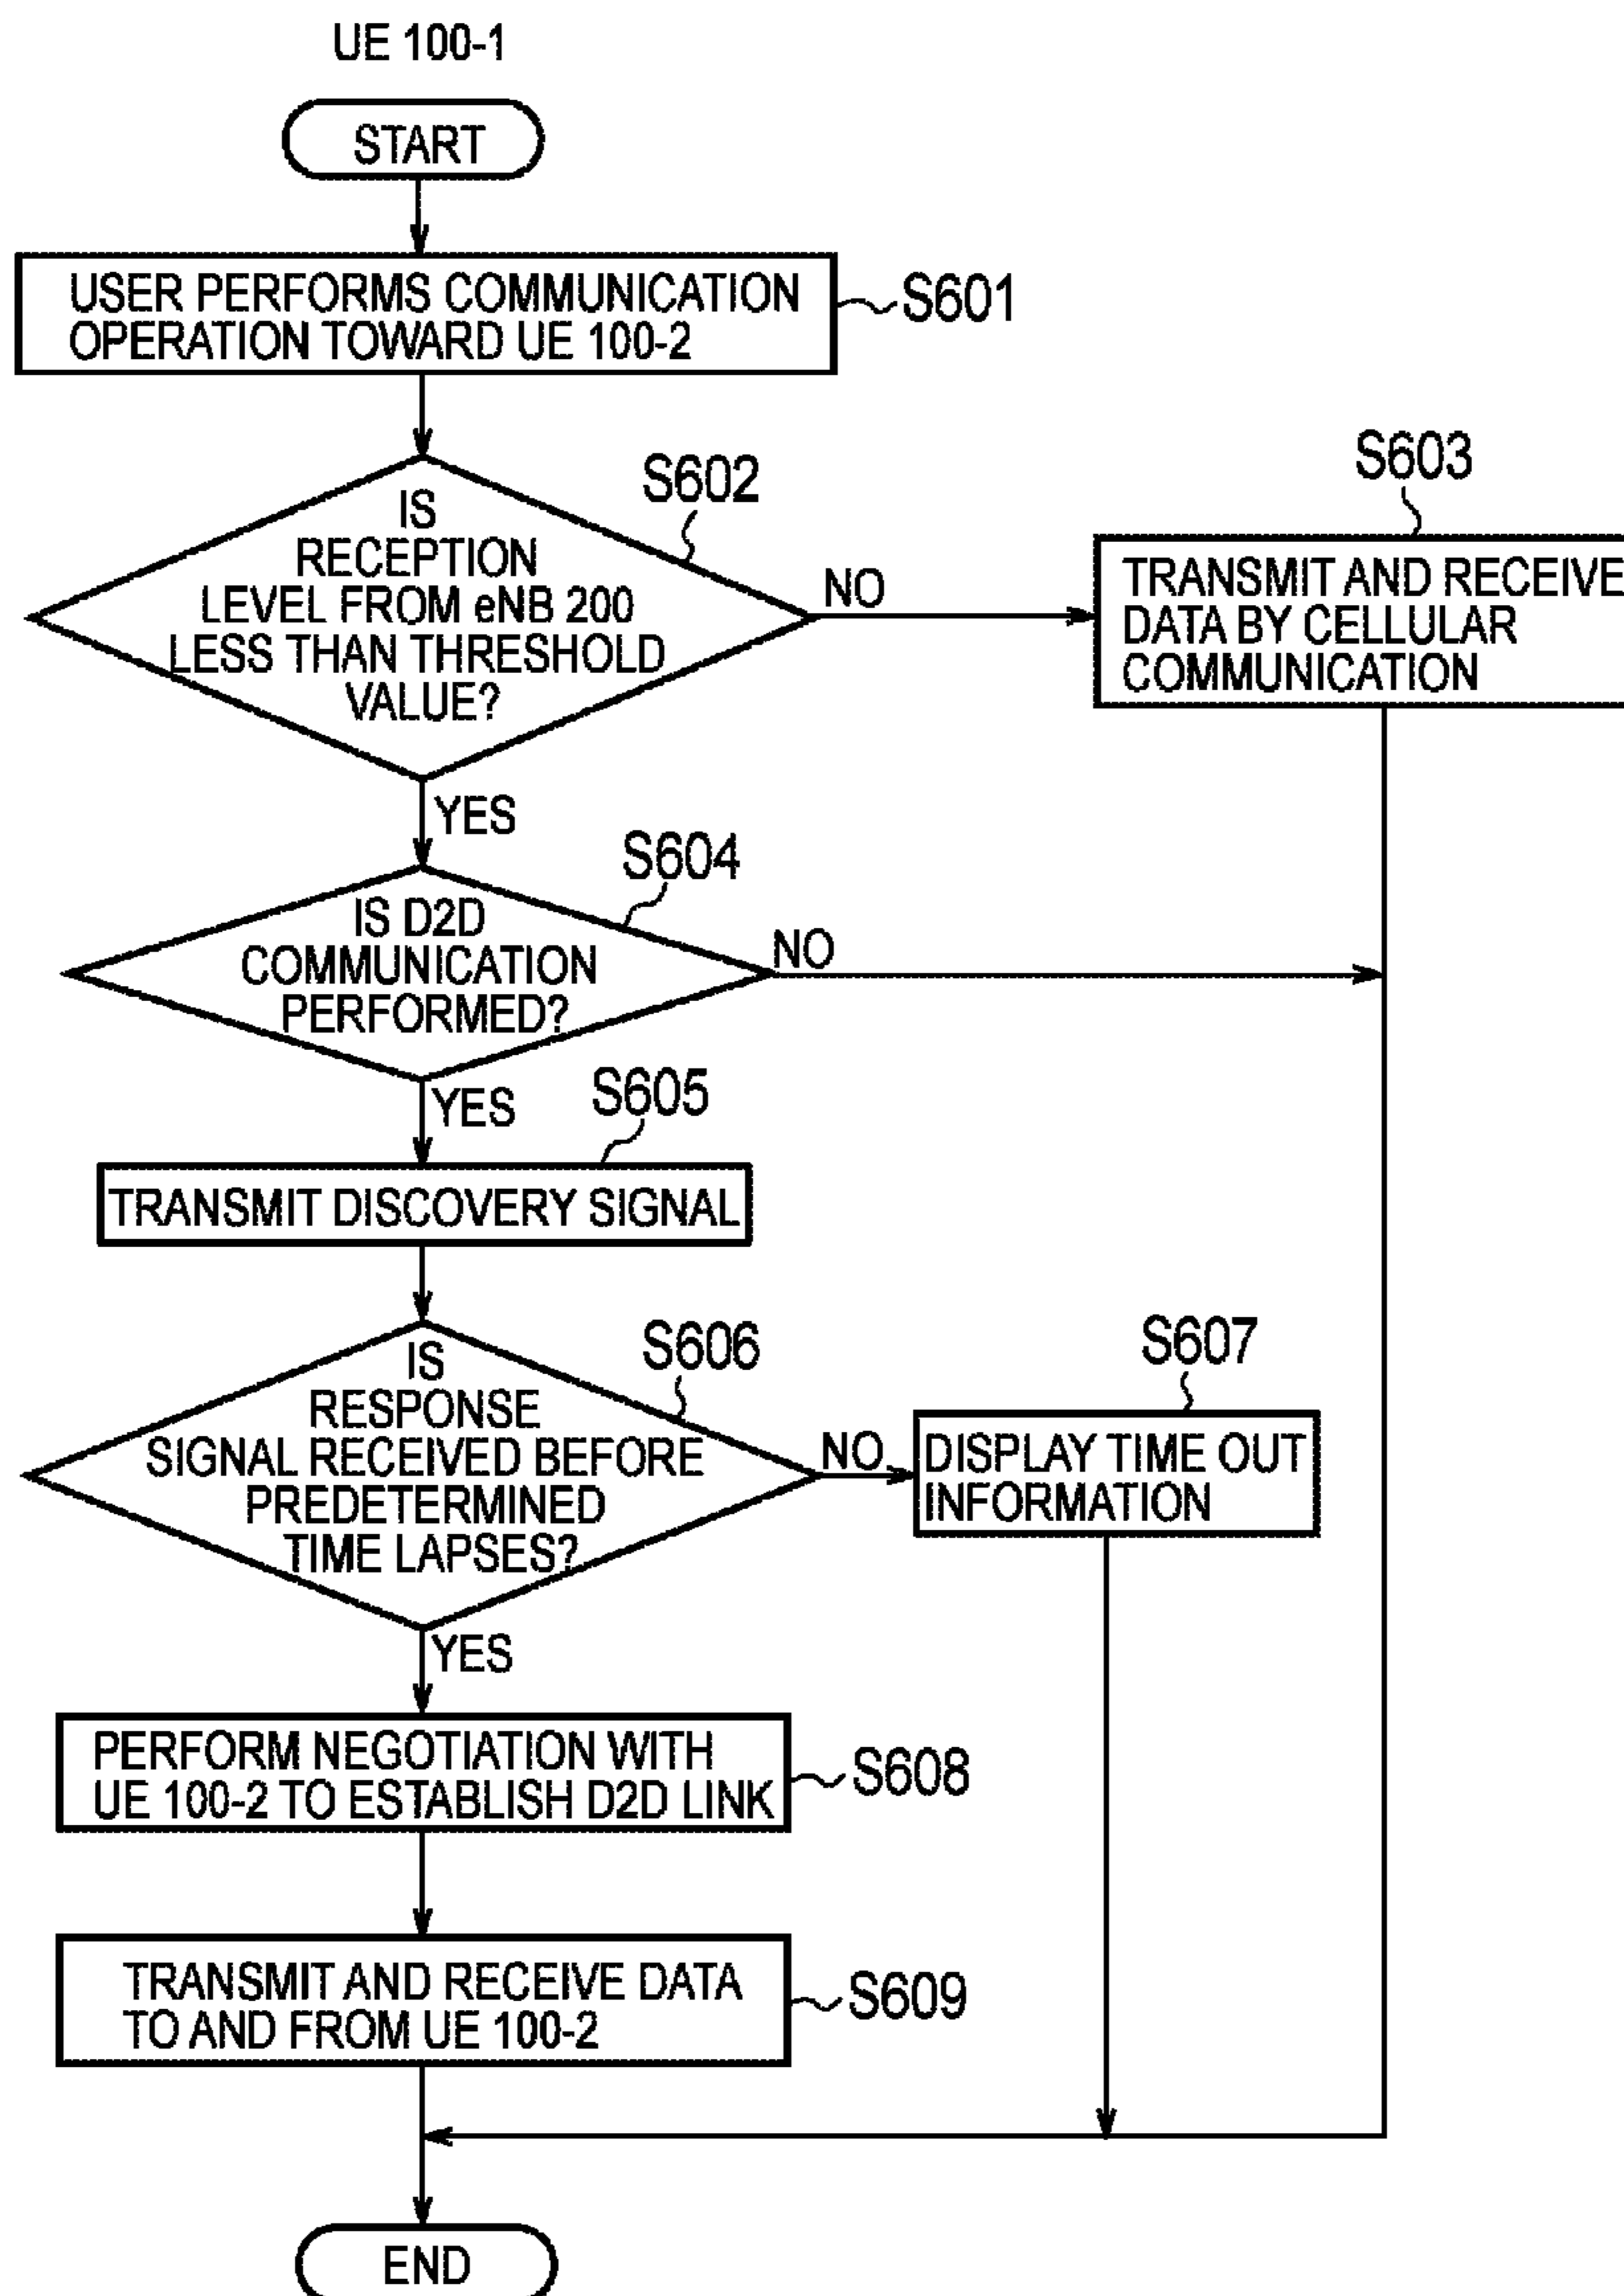 UE 100-1
START
USER PERFORMS COMMUNICATION
OPERATION TOWARD UE 100-2
S601
IS
RECEPTION
LEVEL FROM eNB 200
LESS THAN THRESHOLD
VALUE?
S602
NO
S603
TRANSMIT AND RECEIVE
DATA BY CELLULAR
COMMUNICATION
YES
IS D2D
COMMUNICATION
PERFORMED?
S604
NO
YES
S605
TRANSMIT DISCOVERY SIGNAL
IS
RESPONSE
SIGNAL RECEIVED BEFORE
PREDETERMINED
TIME LAPSES?
S606
NO
S607
DISPLAY TIME OUT
INFORMATION
YES
PERFORM NEGOTIATION WITH
UE 100-2 TO ESTABLISH D2D LINK
S608
TRANSMIT AND RECEIVE DATA
TO AND FROM UE 100-2
S609
END